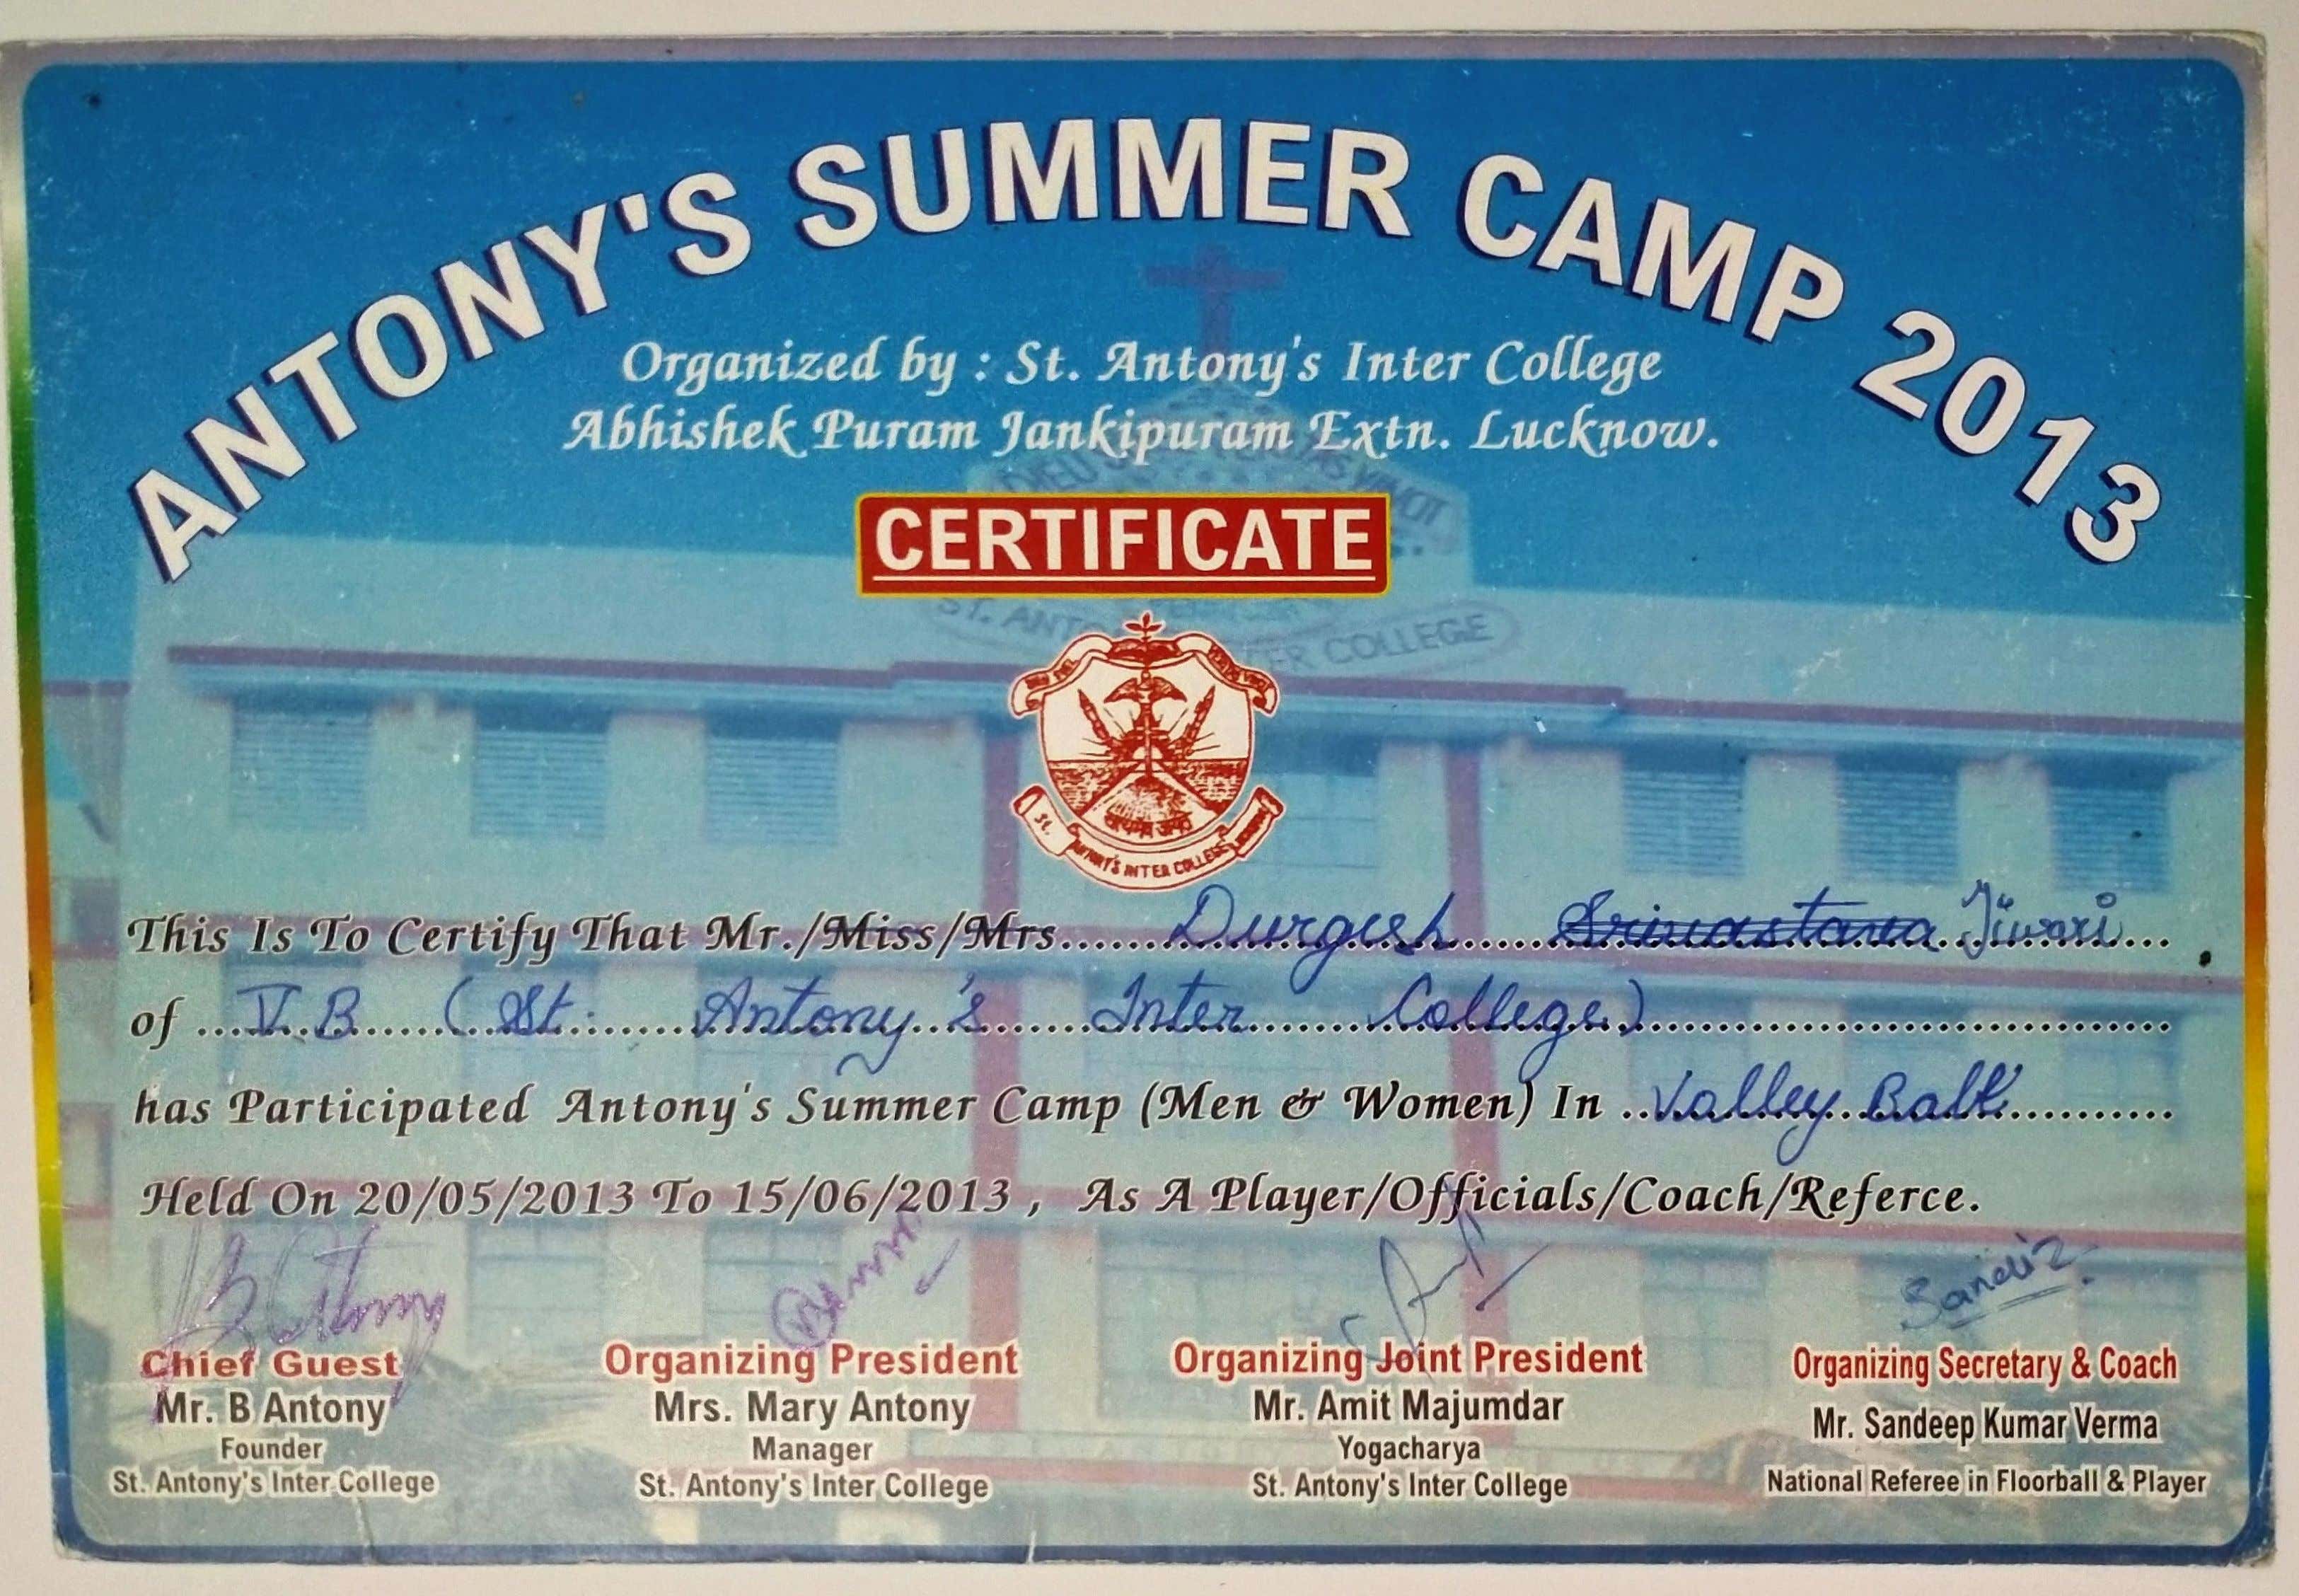 ANTONY'S SUMMER CAMP 2013
Organized by : St. Antony's Inter College
Abhishek Puram Jankipuram Extn. Lucknow.
CERTIFICATE
ST. ANTONY'S INTER COLLEGE
This Is To Certify That Mr./Miss/Mrs...... Durgesh Srivastava Tiwari...
of ... V.B ( St. Antony's Inter College)
has Participated Antony's Summer Camp (Men & Women) In .. Valley Ball
Held On 20/05/2013 To 15/06/2013 , As A Player/Officials/Coach/Referce.
Chief Guest
Mr. B Antony
Founder
St. Antony's Inter College
Organizing President
Mrs. Mary Antony
Manager
St. Antony's Inter College
Organizing Joint President
Mr. Amit Majumdar
Yogacharya
St. Antony's Inter College
Organizing Secretary & Coach
Mr. Sandeep Kumar Verma
National Referee in Floorball & Player